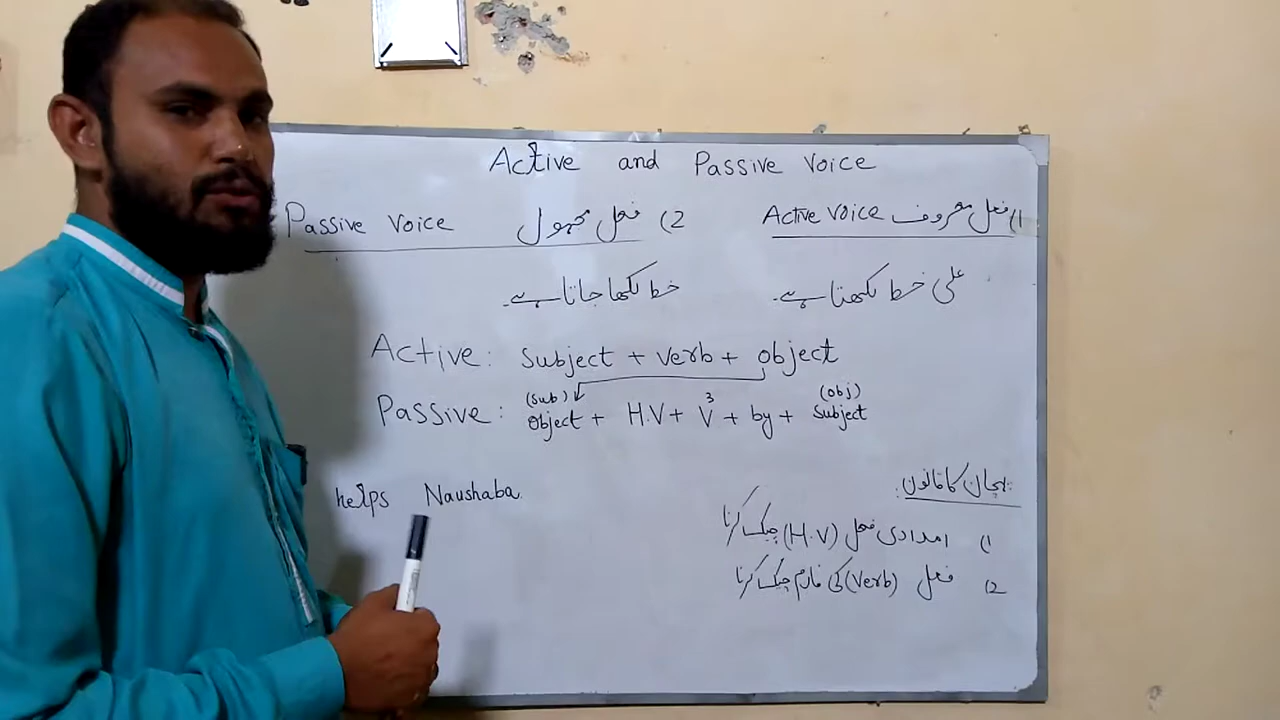 Active and Passive Voice
1) فعل معروف Active voice
2) فعل مجہول Passive Voice
علی خط لکھتا ہے۔
خط لکھا جاتا ہے۔
Active: Subject + verb + object
(sub) (obj)
Passive: object + H.V + V³ + by + Subject
helps Naushaba
پہچان کا قانون:
1) امدادی فعل (H.V) چیک کرنا
2) فعل (Verb) کی فارم چیک کرنا